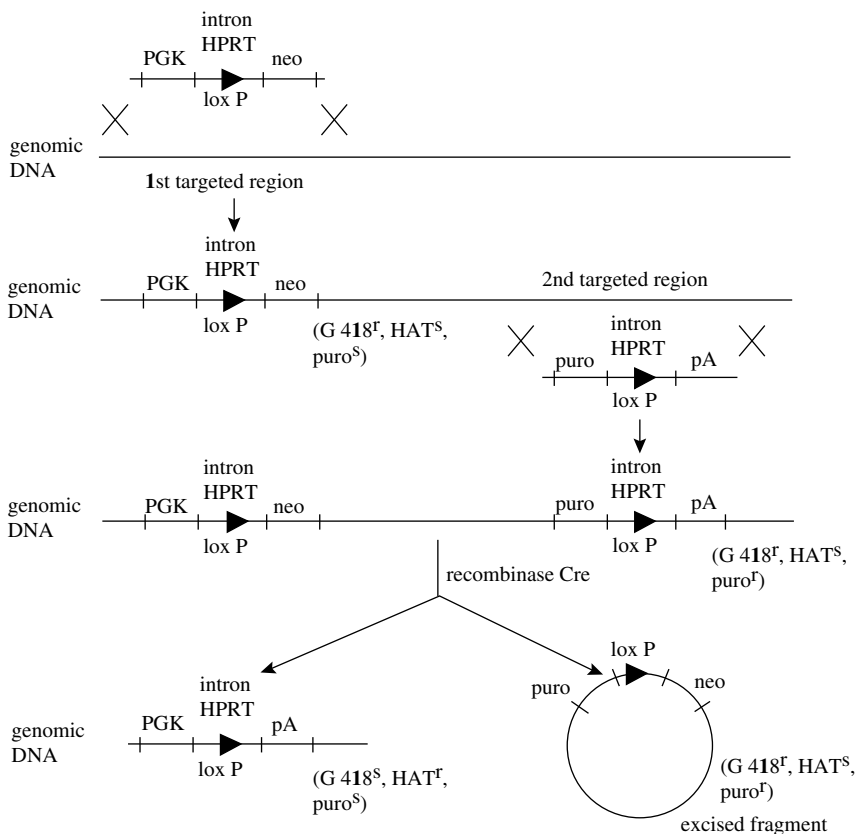 intron
HPRT
PGK
neo
lox P
genomic
DNA
1st targeted region
intron
HPRT
PGK
neo
2nd targeted region
genomic
DNA
lox P
(G 418r, HATs,
puros)
intron
HPRT
puro
pA
lox P
intron
HPRT
intron
HPRT
PGK
neo
puro
pA
genomic
DNA
lox P
lox P
(G 418r, HATs,
puror)
recombinase Cre
intron
HPRT
PGK
pA
genomic
DNA
lox P
(G 418s, HATr,
puros)
lox P
puro
neo
(G 418r, HATs,
puror)
excised fragment